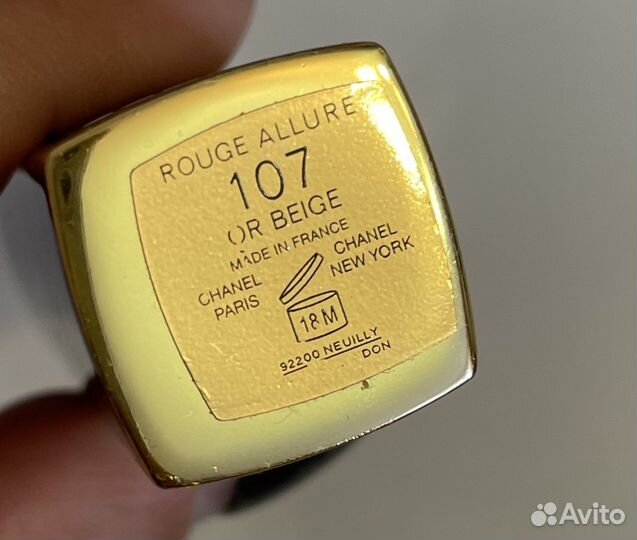 ROUGE ALLURE
107
OR BEIGE
MADE IN FRANCE
CHANEL
PARIS
CHANEL
NEW YORK
18M
92200 NEUILLY
DON
Avito